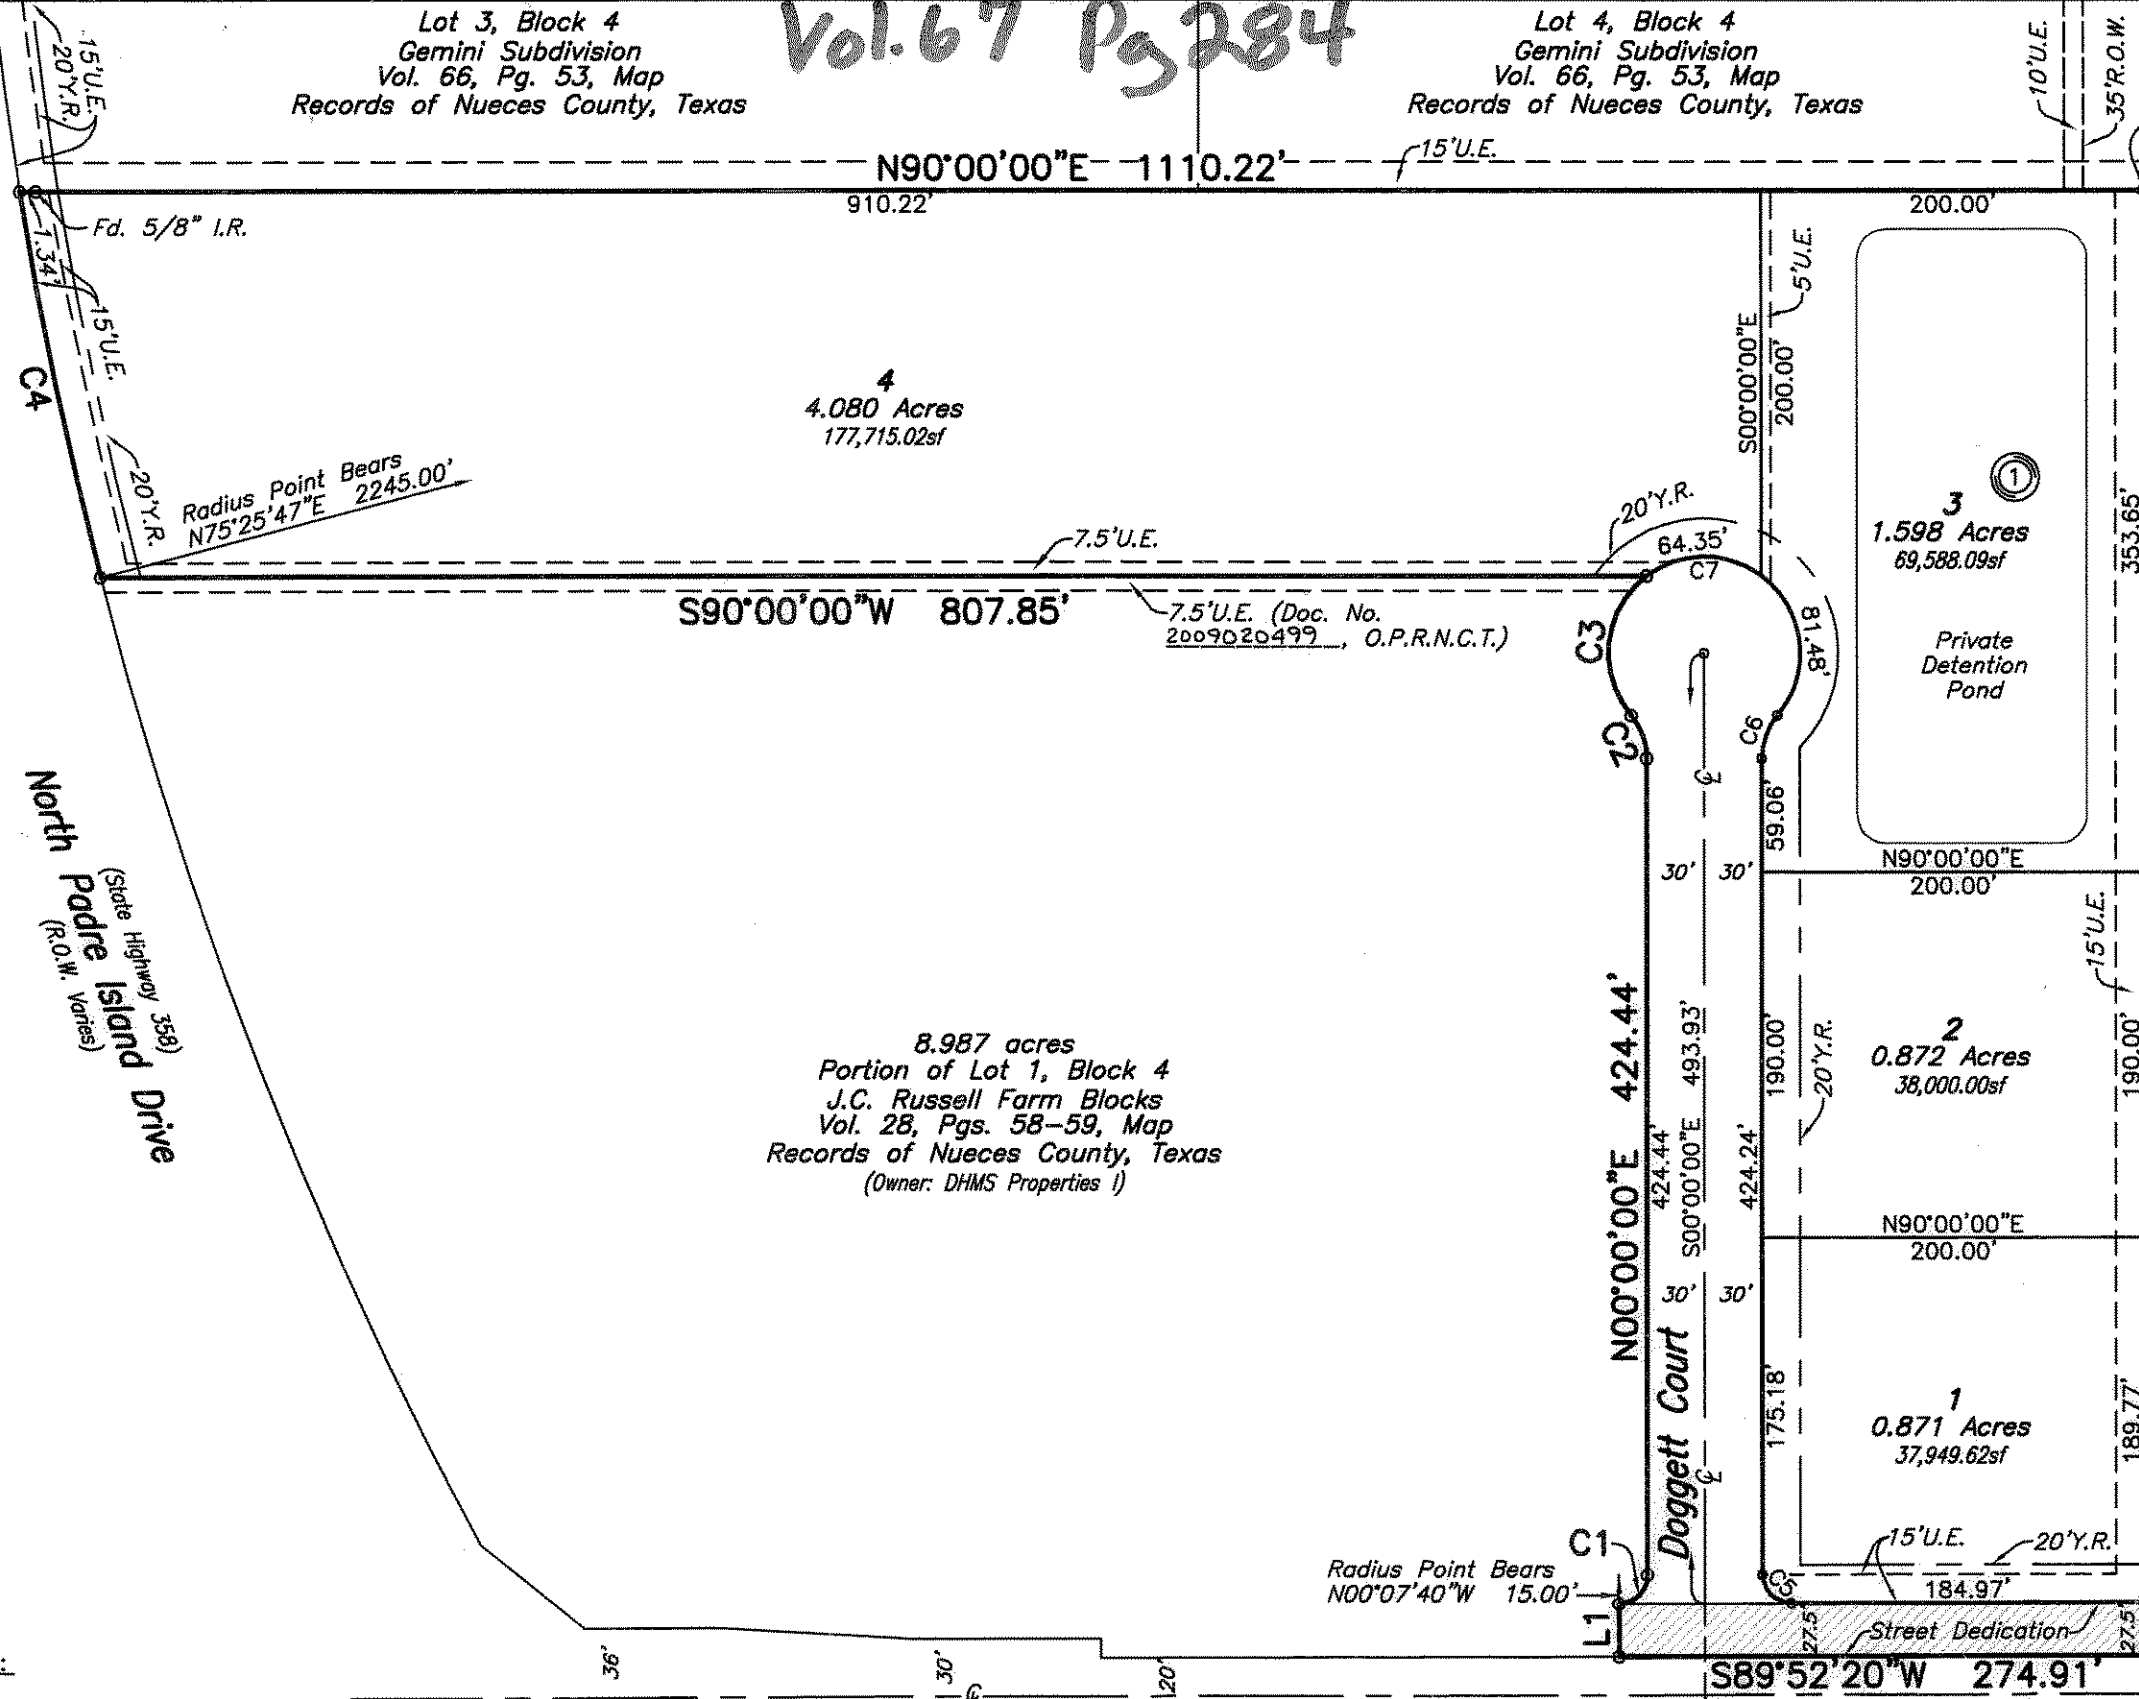 Vol. 67 Pg 284
Lot 3, Block 4
Gemini Subdivision
Vol. 66, Pg. 53, Map
Records of Nueces County, Texas
Lot 4, Block 4
Gemini Subdivision
Vol. 66, Pg. 53, Map
Records of Nueces County, Texas
15'U.E.
20'Y.R.
10'U.E.
35'R.O.W.
15'U.E.
N90°00'00"E 1110.22'
910.22'
200.00'
Fd. 5/8" I.R.
1.34'
15'U.E.
C4
20'Y.R.
Radius Point Bears
N75°25'47"E 2245.00'
4
4.080 Acres
177,715.02sf
S00°00'00"E
200.00'
5'U.E.
1
3
1.598 Acres
69,588.09sf
353.65'
Private
Detention
Pond
20'Y.R.
64.35'
C7
81.48'
7.5'U.E.
S90°00'00"W 807.85'
7.5'U.E. (Doc. No.
2009020499, O.P.R.N.C.T.)
C3
C2
C6
℄
59.06'
30'
30'
N90°00'00"E
200.00'
North Padre Island Drive
(State Highway 358)
(R.O.W. Varies)
8.987 acres
Portion of Lot 1, Block 4
J.C. Russell Farm Blocks
Vol. 28, Pgs. 58-59, Map
Records of Nueces County, Texas
(Owner: DHMS Properties I)
N00°00'00"E 424.44'
424.44'
S00°00'00"E 493.93'
424.24'
190.00'
20'Y.R.
15'U.E.
2
0.872 Acres
38,000.00sf
190.00'
N90°00'00"E
200.00'
30'
30'
Doggett Court
℄
175.18'
1
0.871 Acres
37,949.62sf
189.77'
C1
Radius Point Bears
N00°07'40"W 15.00'
C5
15'U.E.
20'Y.R.
184.97'
L1
27.5'
Street Dedication
27.5'
S89°52'20"W 274.91'
36'
30'
20'
℄